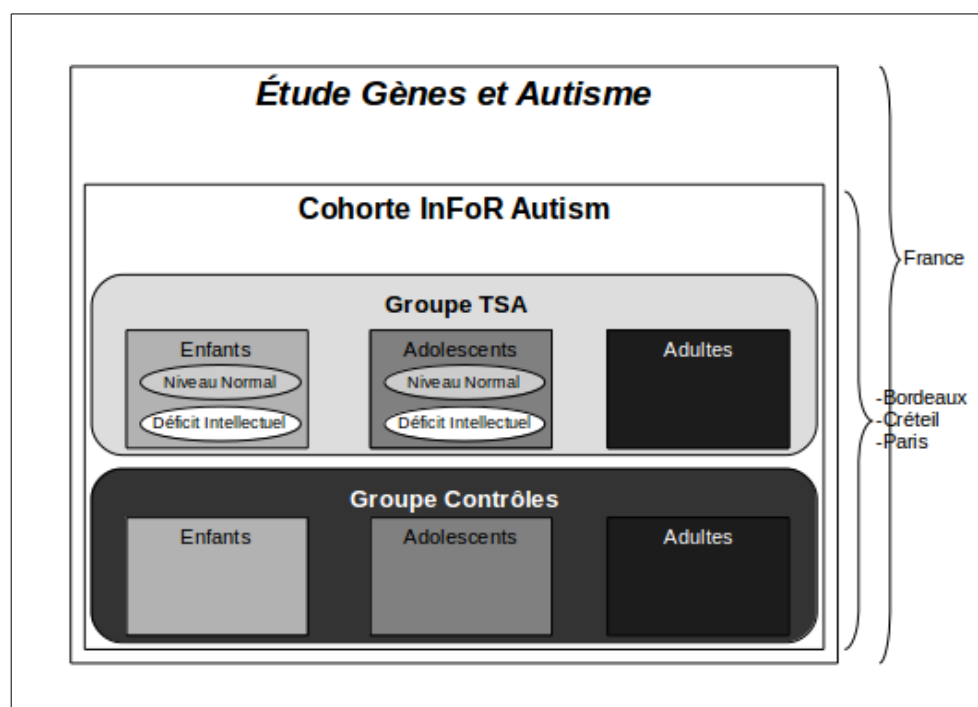 Étude Gènes et Autisme
Cohorte InFoR Autism
Groupe TSA
Enfants
Niveau Normal
Déficit Intellectuel
Adolescents
Niveau Normal
Déficit Intellectuel
Adultes
Groupe Contrôles
Enfants
Adolescents
Adultes
France
-Bordeaux
-Créteil
-Paris